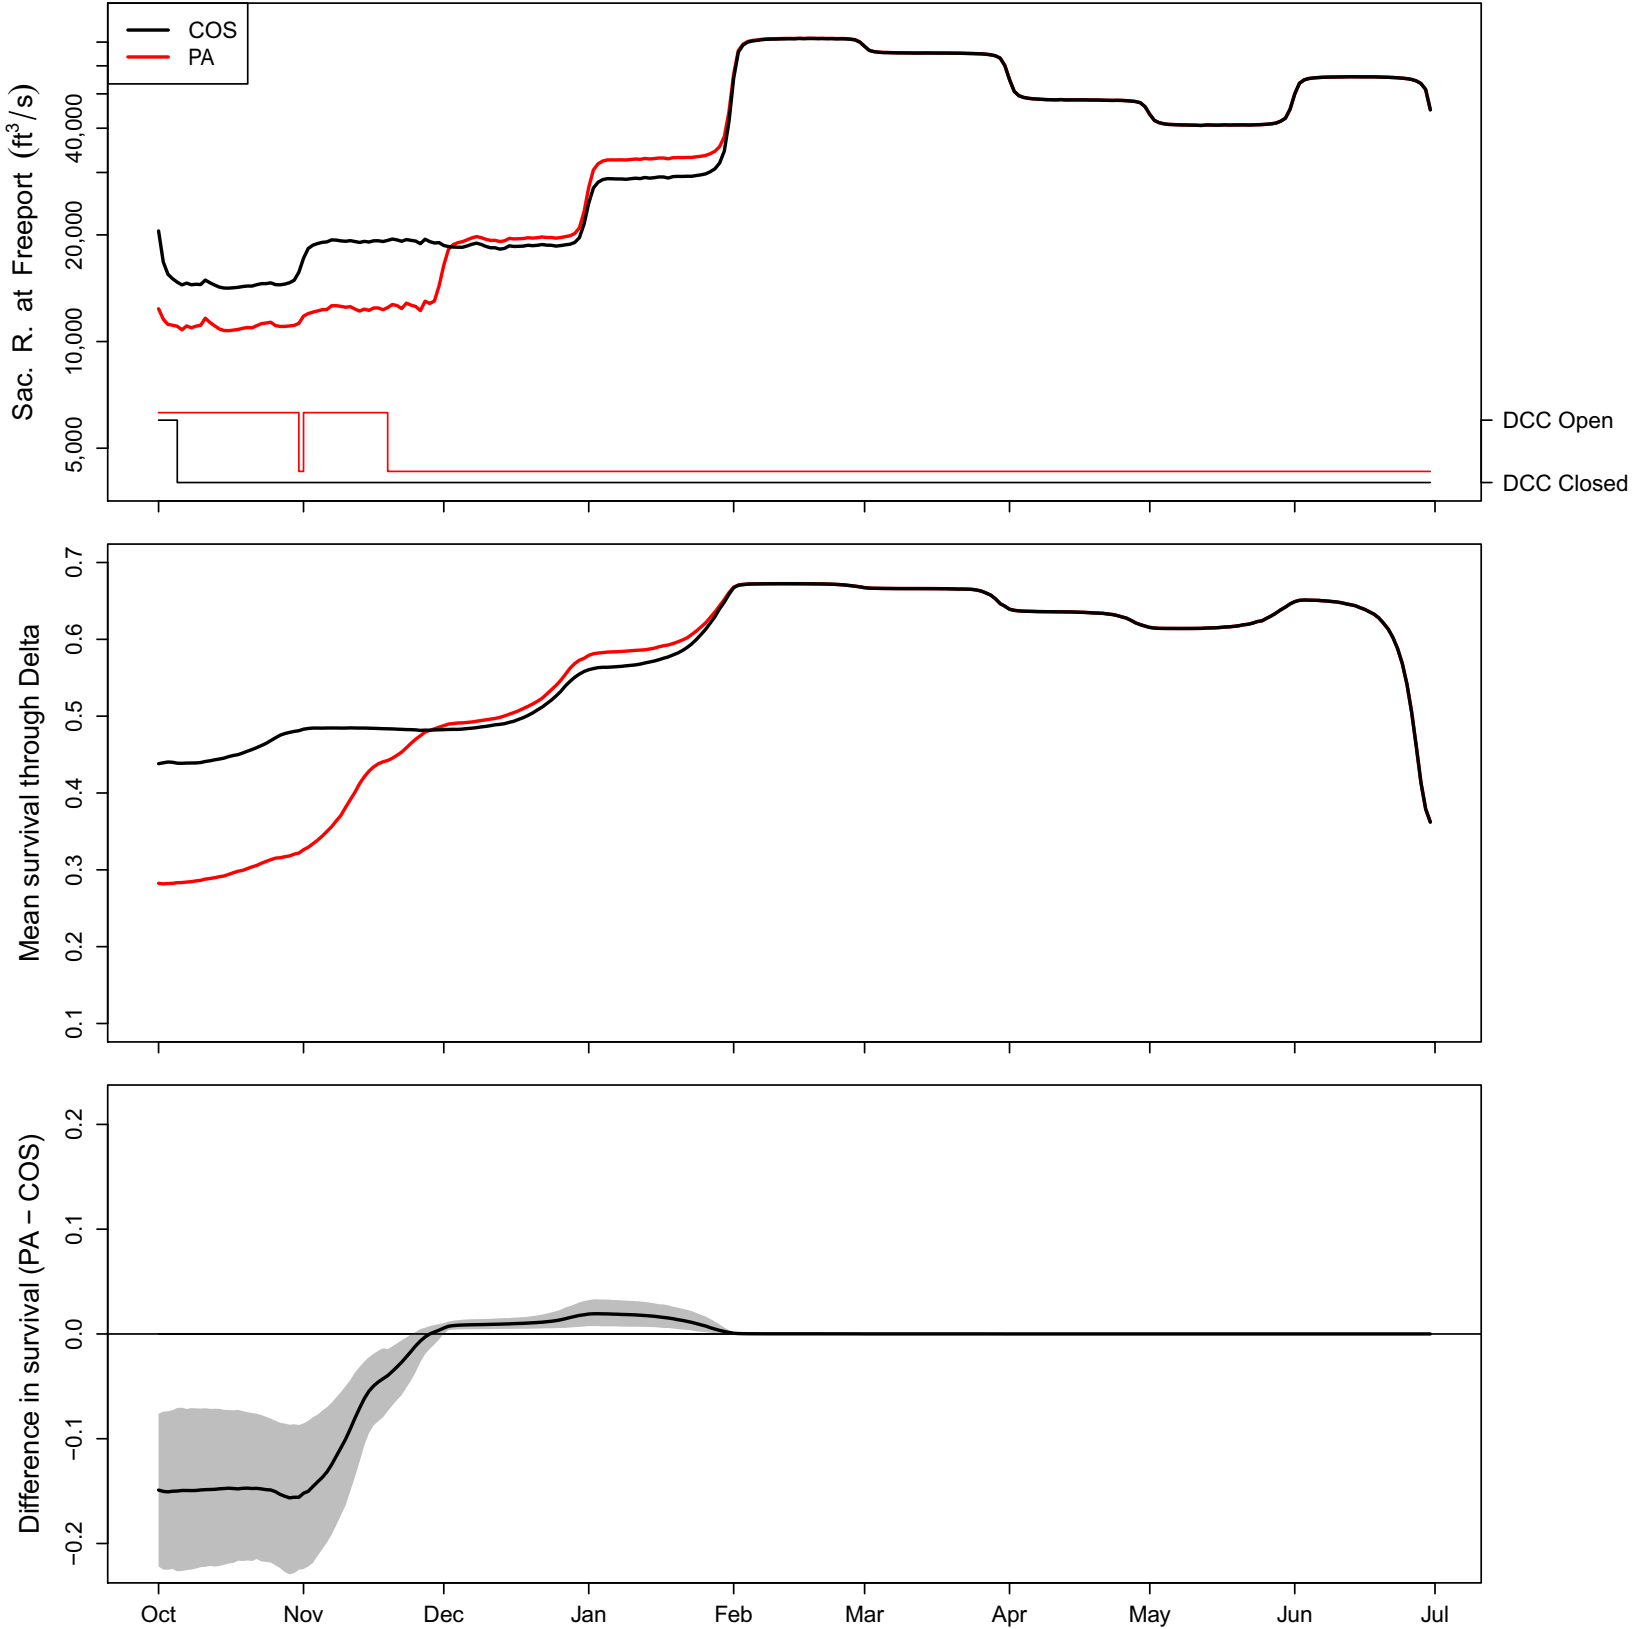 COS
PA
Sac. R. at Freeport (ft³/s)
40,000
20,000
10,000
5,000
DCC Open
DCC Closed
Mean survival through Delta
0.7
0.6
0.5
0.4
0.3
0.2
0.1
Difference in survival (PA − COS)
0.2
0.1
0.0
−0.1
−0.2
Oct Nov Dec Jan Feb Mar Apr May Jun Jul